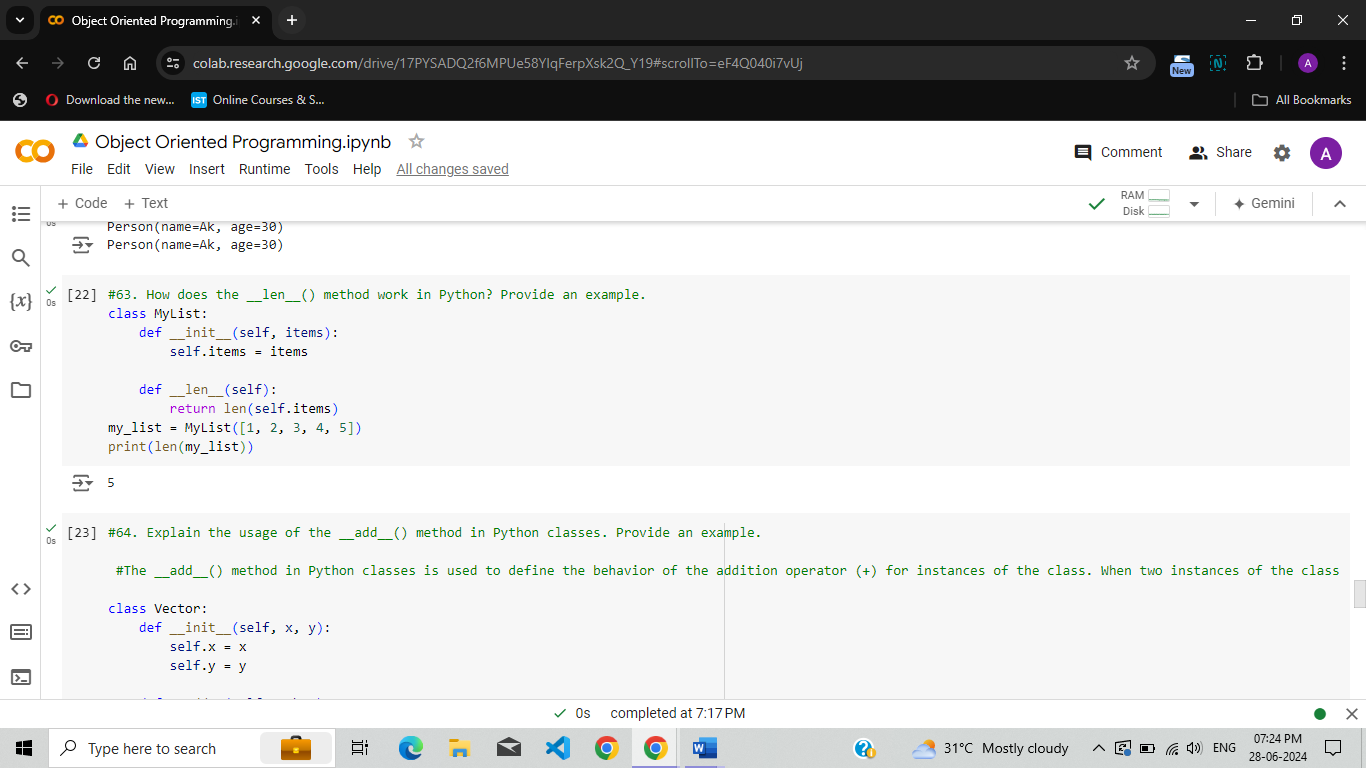 Object Oriented Programming.i
colab.research.google.com/drive/17PYSADQ2f6MPUe58YIqFerpXsk2Q_Y19#scrollTo=eF4Q040i7vUj
New
N
A
Download the new...
IST Online Courses & S...
All Bookmarks
Object Oriented Programming.ipynb
Comment
Share
A
File Edit View Insert Runtime Tools Help All changes saved
+ Code + Text
RAM
Disk
Gemini
0s
Person(name=Ak, age=30)
Person(name=Ak, age=30)
{x}
0s
[22] #63. How does the __len__() method work in Python? Provide an example.
class MyList:
def __init__(self, items):
self.items = items
def __len__(self):
return len(self.items)
my_list = MyList([1, 2, 3, 4, 5])
print(len(my_list))
5
0s
[23] #64. Explain the usage of the __add__() method in Python classes. Provide an example.
#The __add__() method in Python classes is used to define the behavior of the addition operator (+) for instances of the class. When two instances of the class
class Vector:
def __init__(self, x, y):
self.x = x
self.y = y
0s completed at 7:17 PM
Type here to search
31°C Mostly cloudy
ENG
07:24 PM
28-06-2024